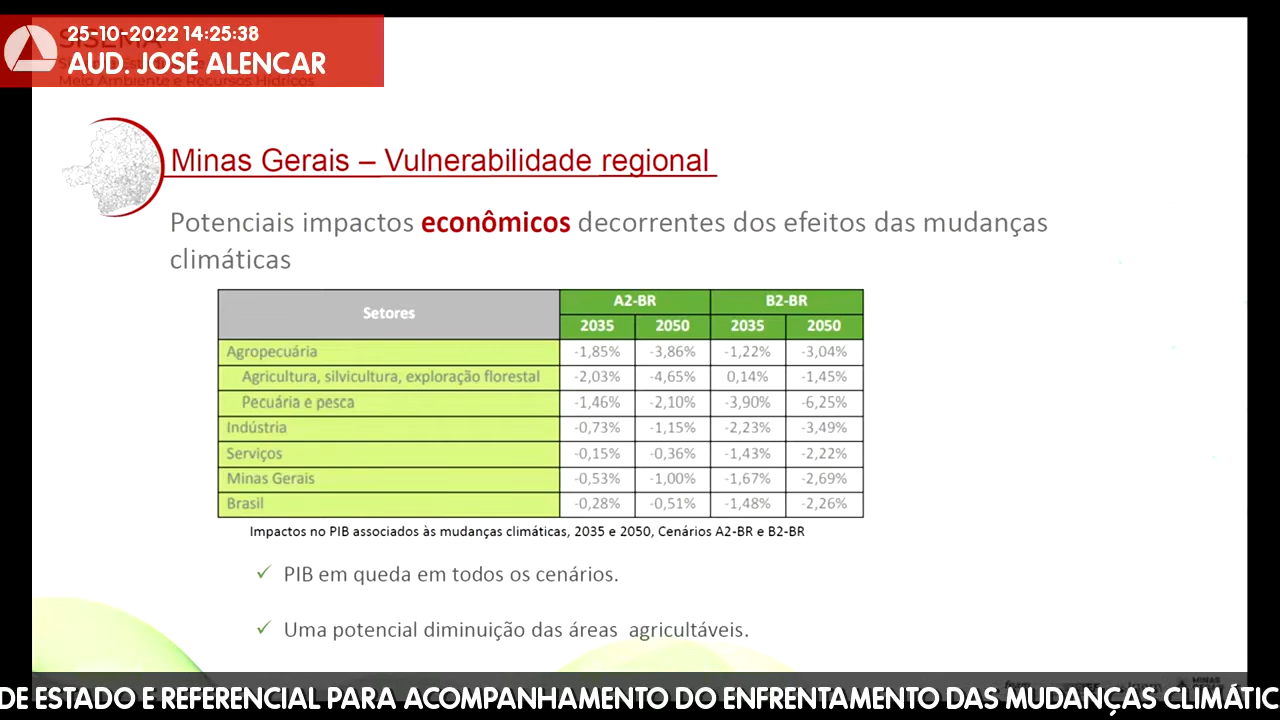 25-10-2022 14:25:38
AUD. JOSÉ ALENCAR
Meio Ambiente e Recursos Hídricos
Minas Gerais – Vulnerabilidade regional
Potenciais impactos econômicos decorrentes dos efeitos das mudanças
climáticas
Setores A2-BR B2-BR
2035 2050 2035 2050
Agropecuária -1,85% -3,86% -1,22% -3,04%
Agricultura, silvicultura, exploração florestal -2,03% -4,65% 0,14% -1,45%
Pecuária e pesca -1,46% -2,10% -3,90% -6,25%
Indústria -0,73% -1,15% -2,23% -3,49%
Serviços -0,15% -0,36% -1,43% -2,22%
Minas Gerais -0,53% -1,00% -1,67% -2,69%
Brasil -0,28% -0,51% -1,48% -2,26%
Impactos no PIB associados às mudanças climáticas, 2035 e 2050, Cenários A2-BR e B2-BR
✓ PIB em queda em todos os cenários.
✓ Uma potencial diminuição das áreas agricultáveis.
DE ESTADO E REFERENCIAL PARA ACOMPANHAMENTO DO ENFRENTAMENTO DAS MUDANÇAS CLIMÁTIC